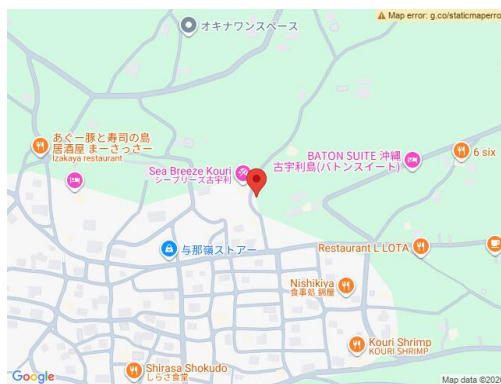 Map error: g.co/staticmaperro
オキナワンスペース
あぐー豚と寿司の島
居酒屋 まーさっさー
Izakaya restaurant
Sea Breeze Kouri
シーブリーズ古宇利
BATON SUITE 沖縄
古宇利島(バトンスイート)
6 six
与那嶺ストアー
Restaurant L LOTA
Nishikiya
食事処 錦屋
Kouri Shrimp
KOURI SHRIMP
Shirasa Shokudo
しらさ食堂
Google
Map data ©2026